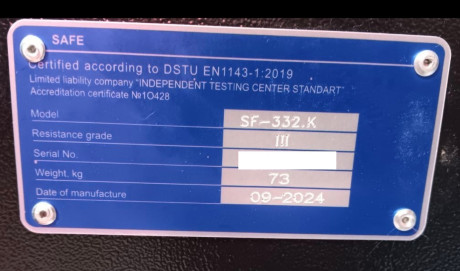 SAFE
Certified according to DSTU EN1143-1:2019
Limited liability company "INDEPENDENT TESTING CENTER STANDART"
Accreditation certificate №1O428
Model SF-332.K
Resistance grade III
Serial No.
Weight, kg 73
Date of manufacture 09-2024